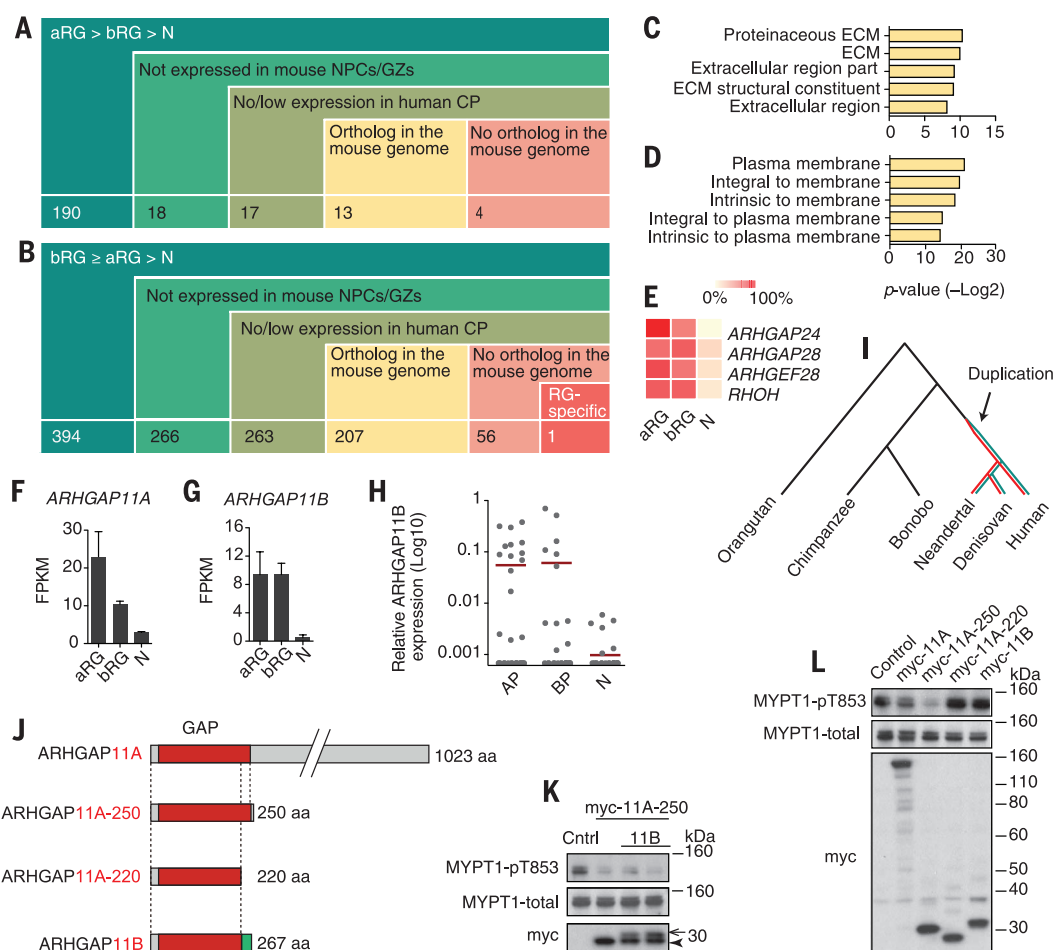 A
aRG > bRG > N
Not expressed in mouse NPCs/GZs
No/low expression in human CP
Ortholog in the
mouse genome
No ortholog in the
mouse genome
190
18
17
13
4
B
bRG ≥ aRG > N
Not expressed in mouse NPCs/GZs
No/low expression in human CP
Ortholog in the
mouse genome
No ortholog in the
mouse genome
RG-
specific
394
266
263
207
56
1
C
Proteinaceous ECM
ECM
Extracellular region part
ECM structural constituent
Extracellular region
0 5 10 15
D
Plasma membrane
Integral to membrane
Intrinsic to membrane
Integral to plasma membrane
Intrinsic to plasma membrane
0 10 20 30
p-value (–Log2)
E
0% 100%
ARHGAP24
ARHGAP28
ARHGEF28
RHOH
aRG bRG N
F
ARHGAP11A
FPKM
30
20
10
0
aRG bRG N
G
ARHGAP11B
FPKM
16
12
8
4
0
aRG bRG N
H
Relative ARHGAP11B
expression (Log10)
1
0.1
0.01
0.001
AP BP N
I
Duplication
Orangutan
Chimpanzee
Bonobo
Neandertal
Denisovan
Human
J
GAP
ARHGAP11A
1023 aa
ARHGAP11A-250
250 aa
ARHGAP11A-220
220 aa
ARHGAP11B
267 aa
K
myc-11A-250
Cntrl 11B kDa
MYPT1-pT853
160
MYPT1-total
160
myc
30
L
Control
myc-11A
myc-11A-250
myc-11A-220
myc-11B
kDa
MYPT1-pT853
160
MYPT1-total
160
myc
160
110
80
60
50
40
30